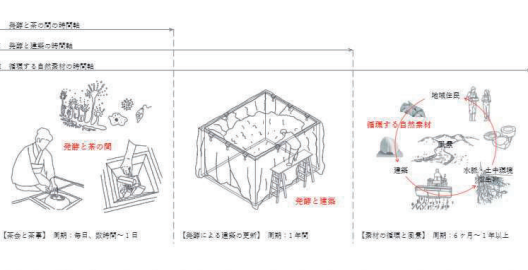 発酵と茶の間の時間軸
発酵と建築の時間軸
循環する自然素材の時間軸
発酵と茶の間
発酵と建築
地域住民
循環する自然素材
風景
建築
水脈・土中環境
【茶会と茶事】 周期：毎日、数時間〜1日
【発酵による建築の更新】 周期：1年間
【素材の循環と風景】 周期：6ヶ月〜1年以上